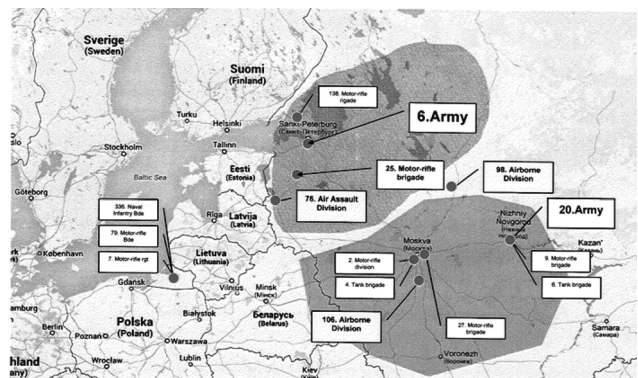 Sverige
(Sweden)
Suomi
(Finland)
138. Motor-rifle
rigade
Turku
Helsinki
Sankt-Peterburg
(Санкт-Петербург)
6.Army
Tallinn
Stockholm
Baltic Sea
Eesti
(Estonia)
25. Motor-rifle
brigade
98. Airborne
Division
76. Air Assault
Division
Göteborg
336. Naval
Infantry Bde
Rīga
Latvija
(Latvia)
Nizhniy
Novgorod
20.Army
79. Motor-rifle
Bde
København
7. Motor-rifle rgt
Lietuva
(Lithuania)
Moskva
(Москва)
Kazan'
2. Motor-rifle
division
9. Motor-rifle
brigade
Gdansk
Vilnius
Minsk
(Минск)
4. Tank brigade
6. Tank brigade
Hamburg
Białystok
Беларусь
(Belarus)
106. Airborne
Division
27. Motor-rifle
brigade
Samara
(Самара)
Berlin
Poznań
Polska
(Poland)
Warszawa
Voronezh
(Воронеж)
Wrocław
Lublin
Kiev